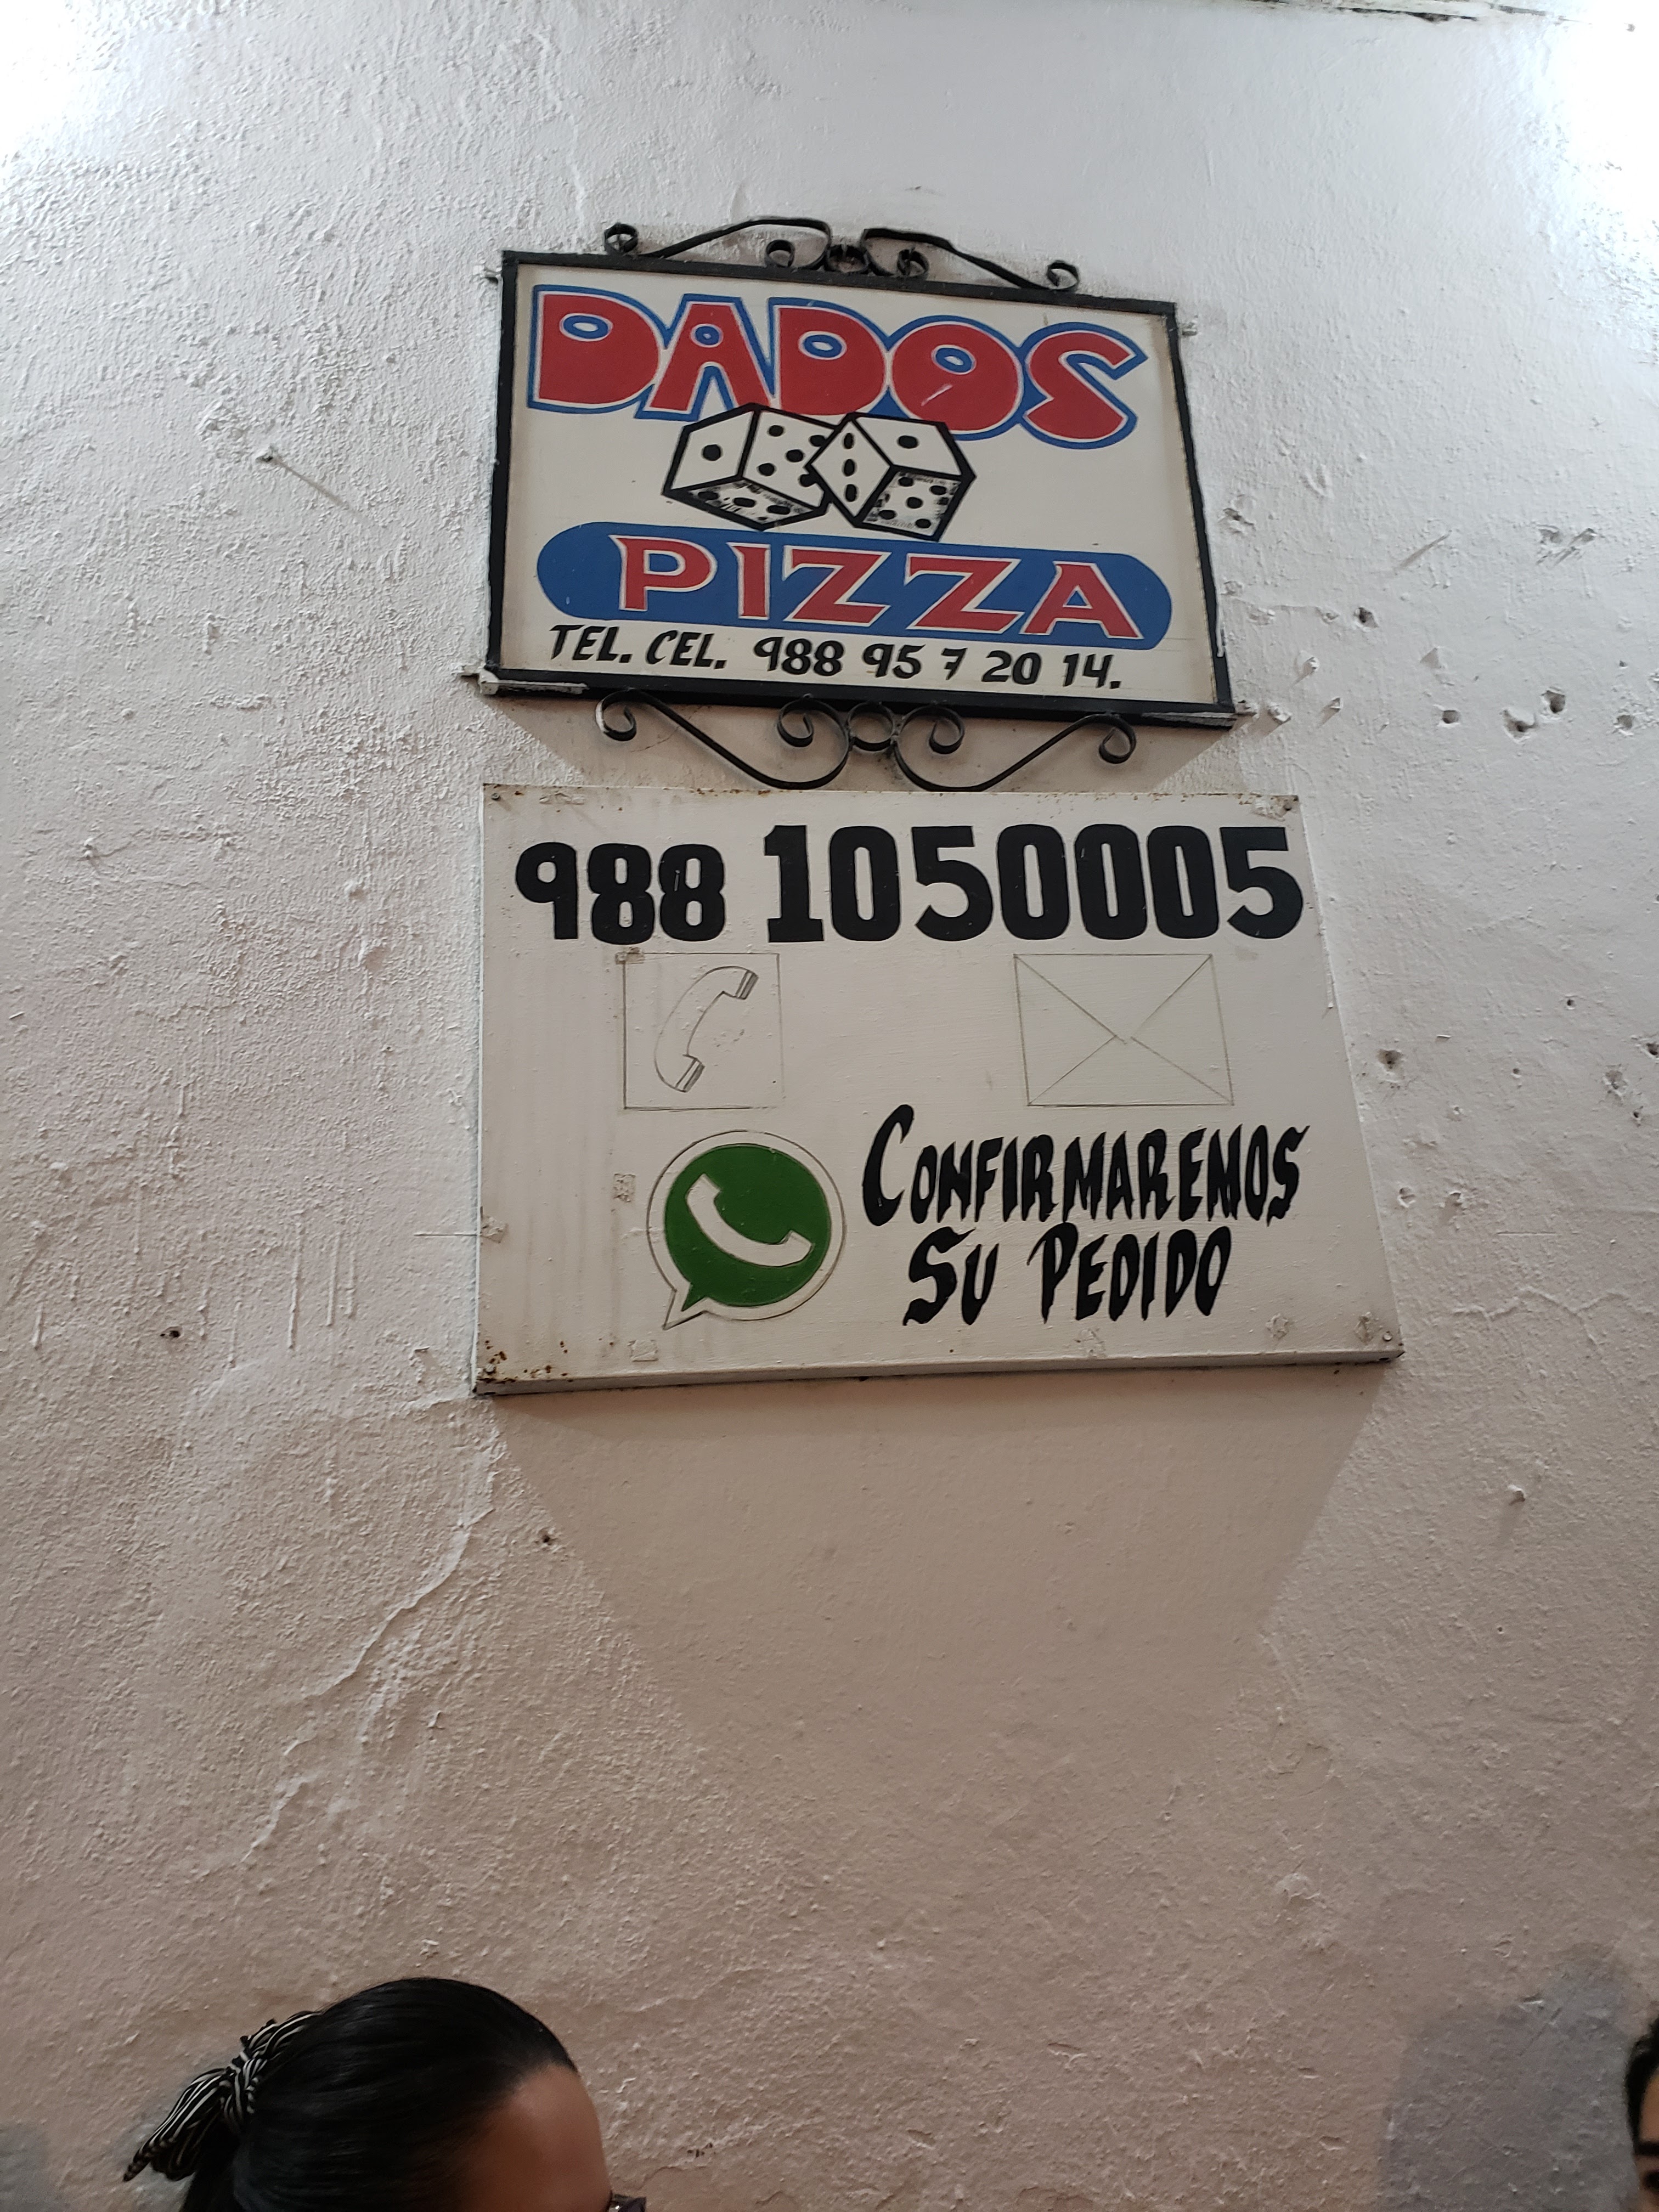 DADOS
PIZZA
TEL. CEL. 988 95 7 20 14.
988 1050005
CONFIRMAREMOS
SU PEDIDO